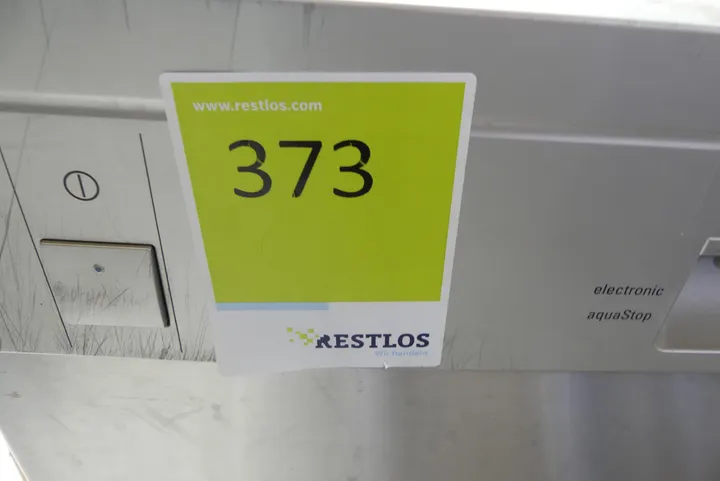 www.restlos.com
373
RESTLOS
Wir handeln
electronic
aquaStop